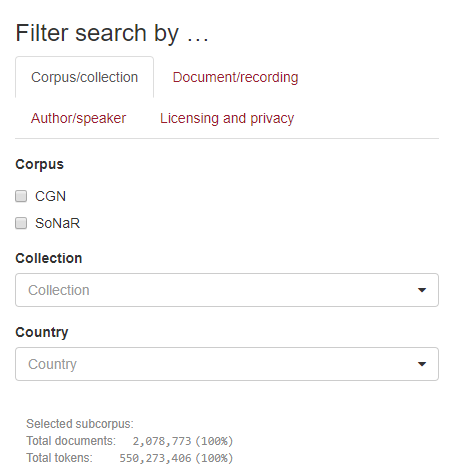 Filter search by …
Corpus/collection Document/recording
Author/speaker Licensing and privacy
Corpus
CGN
SoNaR
Collection
Collection
Country
Country
Selected subcorpus:
Total documents: 2,078,773 (100%)
Total tokens: 550,273,406 (100%)